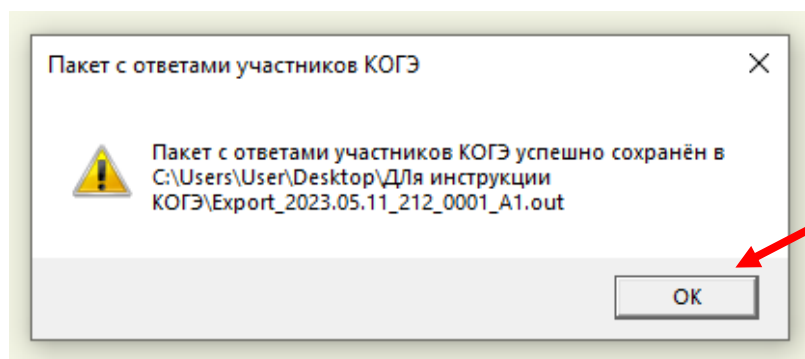 Пакет с ответами участников КОГЭ
Пакет с ответами участников КОГЭ успешно сохранён в
C:\Users\User\Desktop\ДЛя инструкции
КОГЭ\Export_2023.05.11_212_0001_A1.out
ОК